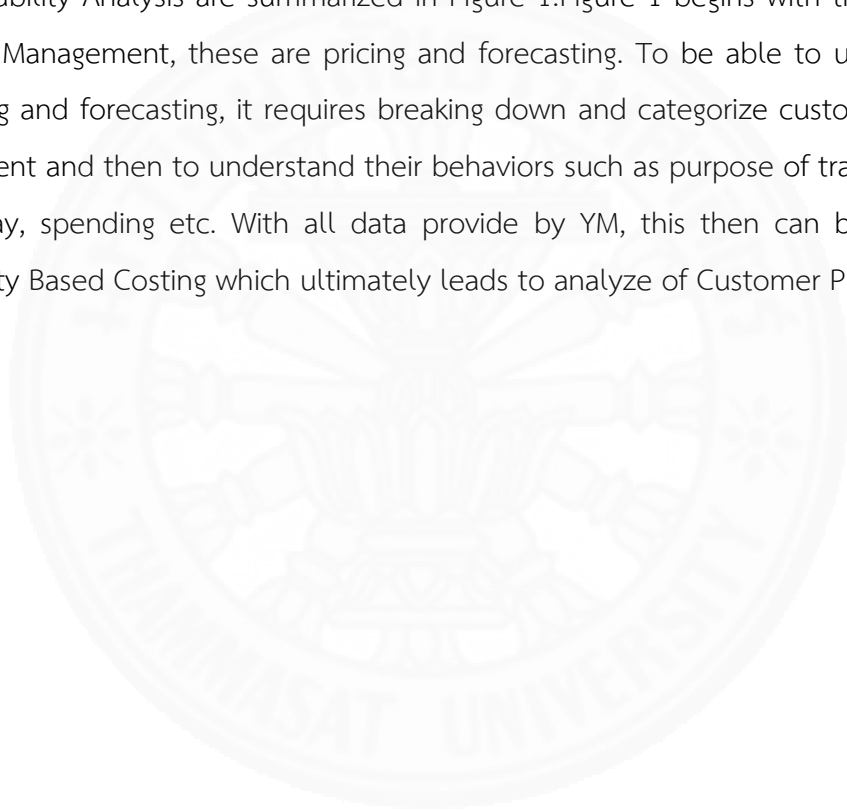 ability Analysis are summarized in Figure 1.Figure 1 begins with t
Management, these are pricing and forecasting. To be able to u
g and forecasting, it requires breaking down and categorize custo
ent and then to understand their behaviors such as purpose of tra
ay, spending etc. With all data provide by YM, this then can b
ty Based Costing which ultimately leads to analyze of Customer P
THAMMASAT UNIVERSITY